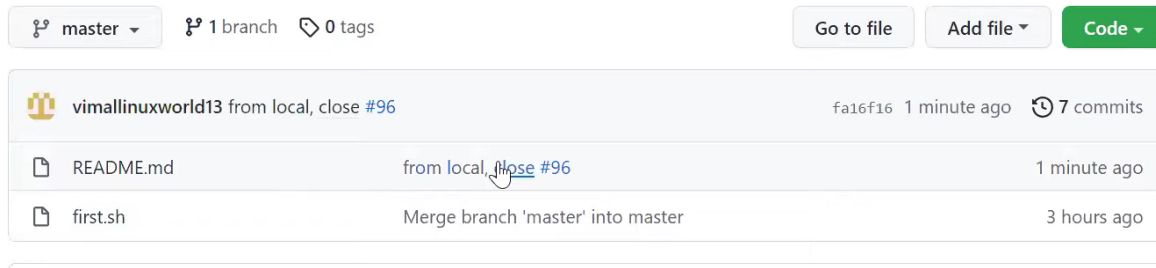 master 1 branch 0 tags Go to file Add file Code
vimallinuxworld13 from local, close #96 fa16f16 1 minute ago 7 commits
README.md from local, close #96 1 minute ago
first.sh Merge branch 'master' into master 3 hours ago